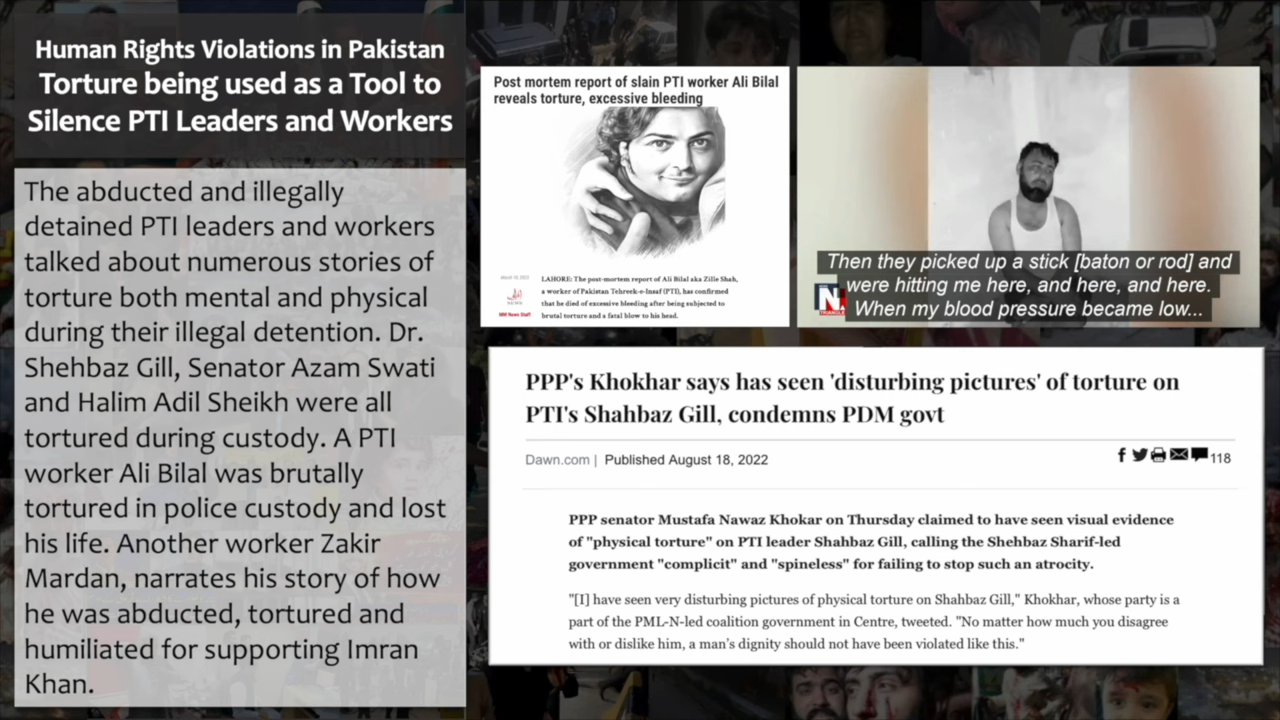 Human Rights Violations in Pakistan
Torture being used as a Tool to
Silence PTI Leaders and Workers
The abducted and illegally
detained PTI leaders and workers
talked about numerous stories of
torture both mental and physical
during their illegal detention. Dr.
Shehbaz Gill, Senator Azam Swati
and Halim Adil Sheikh were all
tortured during custody. A PTI
worker Ali Bilal was brutally
tortured in police custody and lost
his life. Another worker Zakir
Mardan, narrates his story of how
he was abducted, tortured and
humiliated for supporting Imran
Khan.
Post mortem report of slain PTI worker Ali Bilal
reveals torture, excessive bleeding
LAHORE: The post-mortem report of Ali Bilal aka Zille Shah,
a worker of Pakistan Tehreek-e-Insaf (PTI), has confirmed
that he died of excessive bleeding after being subjected to
brutal torture and a fatal blow to his head.
MM News Staff
Then they picked up a stick [baton or rod] and
were hitting me here, and here, and here.
When my blood pressure became low...
N
TRIANGLE
PPP's Khokhar says has seen 'disturbing pictures' of torture on
PTI's Shahbaz Gill, condemns PDM govt
Dawn.com | Published August 18, 2022
118
PPP senator Mustafa Nawaz Khokar on Thursday claimed to have seen visual evidence
of "physical torture" on PTI leader Shahbaz Gill, calling the Shehbaz Sharif-led
government "complicit" and "spineless" for failing to stop such an atrocity.
"[I] have seen very disturbing pictures of physical torture on Shahbaz Gill," Khokhar, whose party is a
part of the PML-N-led coalition government in Centre, tweeted. "No matter how much you disagree
with or dislike him, a man's dignity should not have been violated like this."